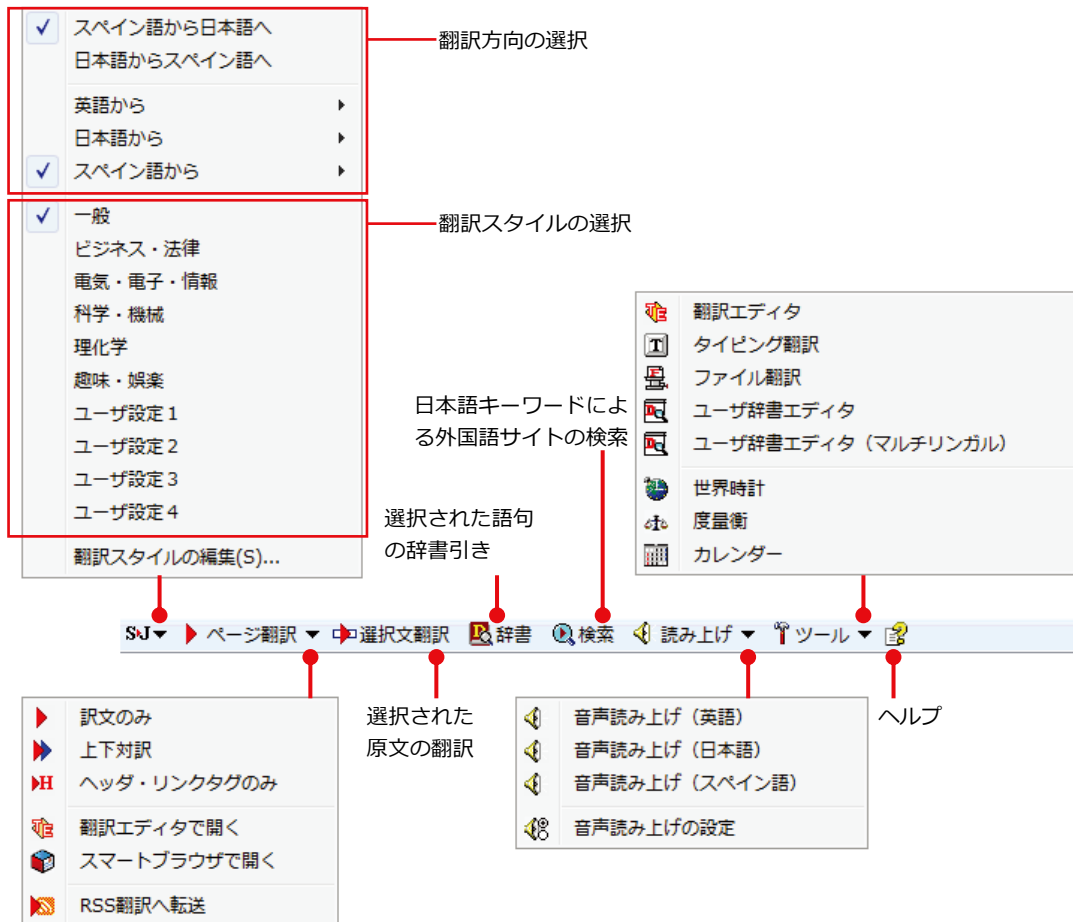 スペイン語から日本語へ
日本語からスペイン語へ
英語から
日本語から
スペイン語から
翻訳方向の選択
一般
ビジネス・法律
電気・電子・情報
科学・機械
理化学
趣味・娯楽
ユーザ設定1
ユーザ設定2
ユーザ設定3
ユーザ設定4
翻訳スタイルの編集(S)...
翻訳スタイルの選択
選択された語句
の辞書引き
日本語キーワードによ
る外国語サイトの検索
翻訳エディタ
タイピング翻訳
ファイル翻訳
ユーザ辞書エディタ
ユーザ辞書エディタ（マルチリンガル）
世界時計
度量衡
カレンダー
SJ ページ翻訳 選択文翻訳 辞書 検索 読み上げ ツール
訳文のみ
上下対訳
ヘッダ・リンクタグのみ
翻訳エディタで開く
スマートブラウザで開く
RSS翻訳へ転送
選択された
原文の翻訳
音声読み上げ（英語）
音声読み上げ（日本語）
音声読み上げ（スペイン語）
音声読み上げの設定
ヘルプ